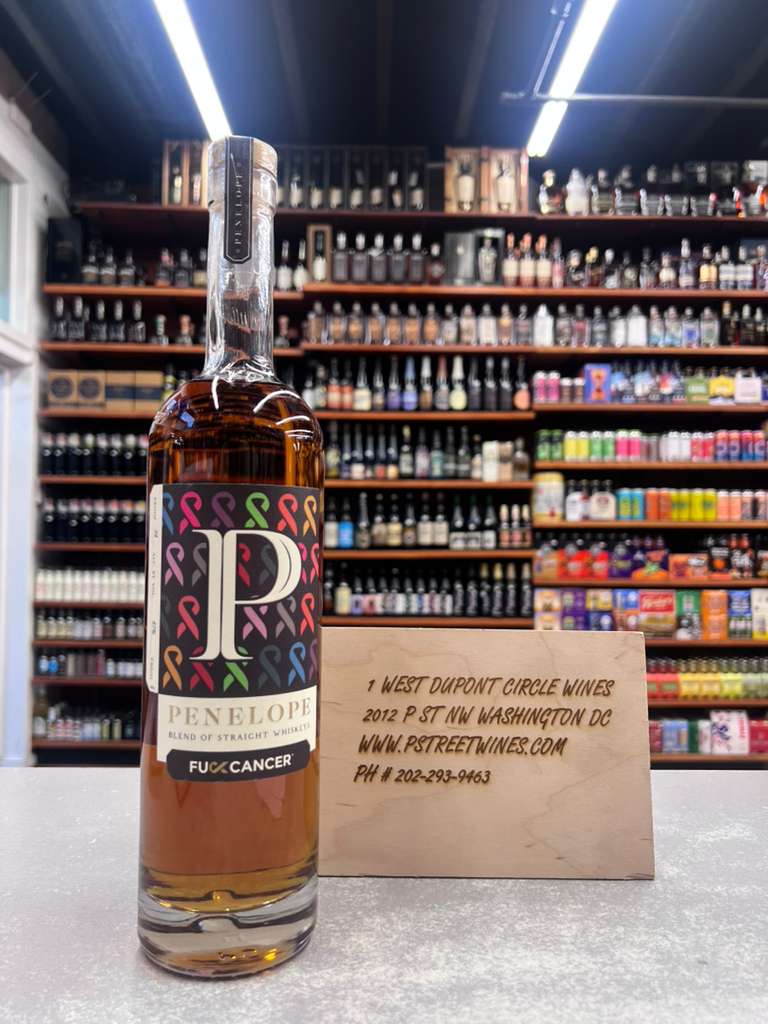 PENELOPE
P
PENELOPE
BLEND OF STRAIGHT WHISKEYS
FUCK CANCER
1 WEST DUPONT CIRCLE WINES
2012 P ST NW WASHINGTON DC
WWW.PSTREETWINES.COM
PH # 202-293-9463